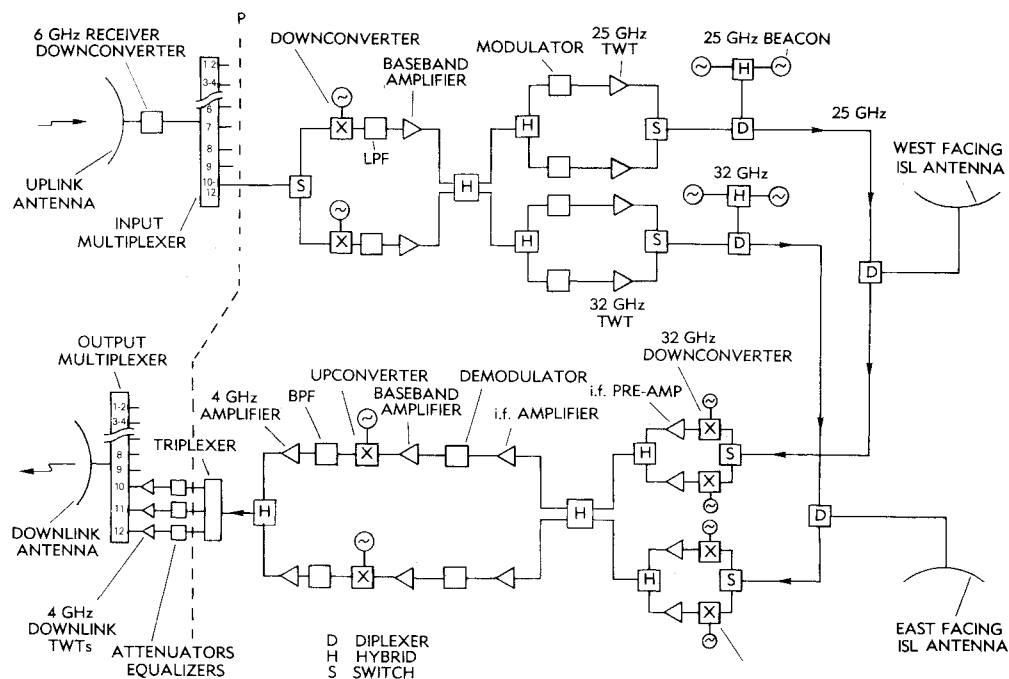 P
6 GHz RECEIVER
DOWNCONVERTER
1-2
3-4
6
7
8
9
10-
12
UPLINK
ANTENNA
INPUT
MULTIPLEXER
DOWNCONVERTER
BASEBAND
AMPLIFIER
X
LPF
S
X
H
MODULATOR
25 GHz
TWT
H
S
H
S
32 GHz
TWT
25 GHz BEACON
H
D
25 GHz
32 GHz
H
D
WEST FACING
ISL ANTENNA
D
OUTPUT
MULTIPLEXER
1-2
3-4
8
9
10
11
12
TRIPLEXER
DOWNLINK
ANTENNA
4 GHz
DOWNLINK
TWTs
ATTENUATORS
EQUALIZERS
4 GHz
AMPLIFIER
BPF
UPCONVERTER
BASEBAND
AMPLIFIER
DEMODULATOR
i.f. AMPLIFIER
X
H
X
H
i.f. PRE-AMP
32 GHz
DOWNCONVERTER
X
H
S
X
X
H
S
X
D
EAST FACING
ISL ANTENNA
D DIPLEXER
H HYBRID
S SWITCH